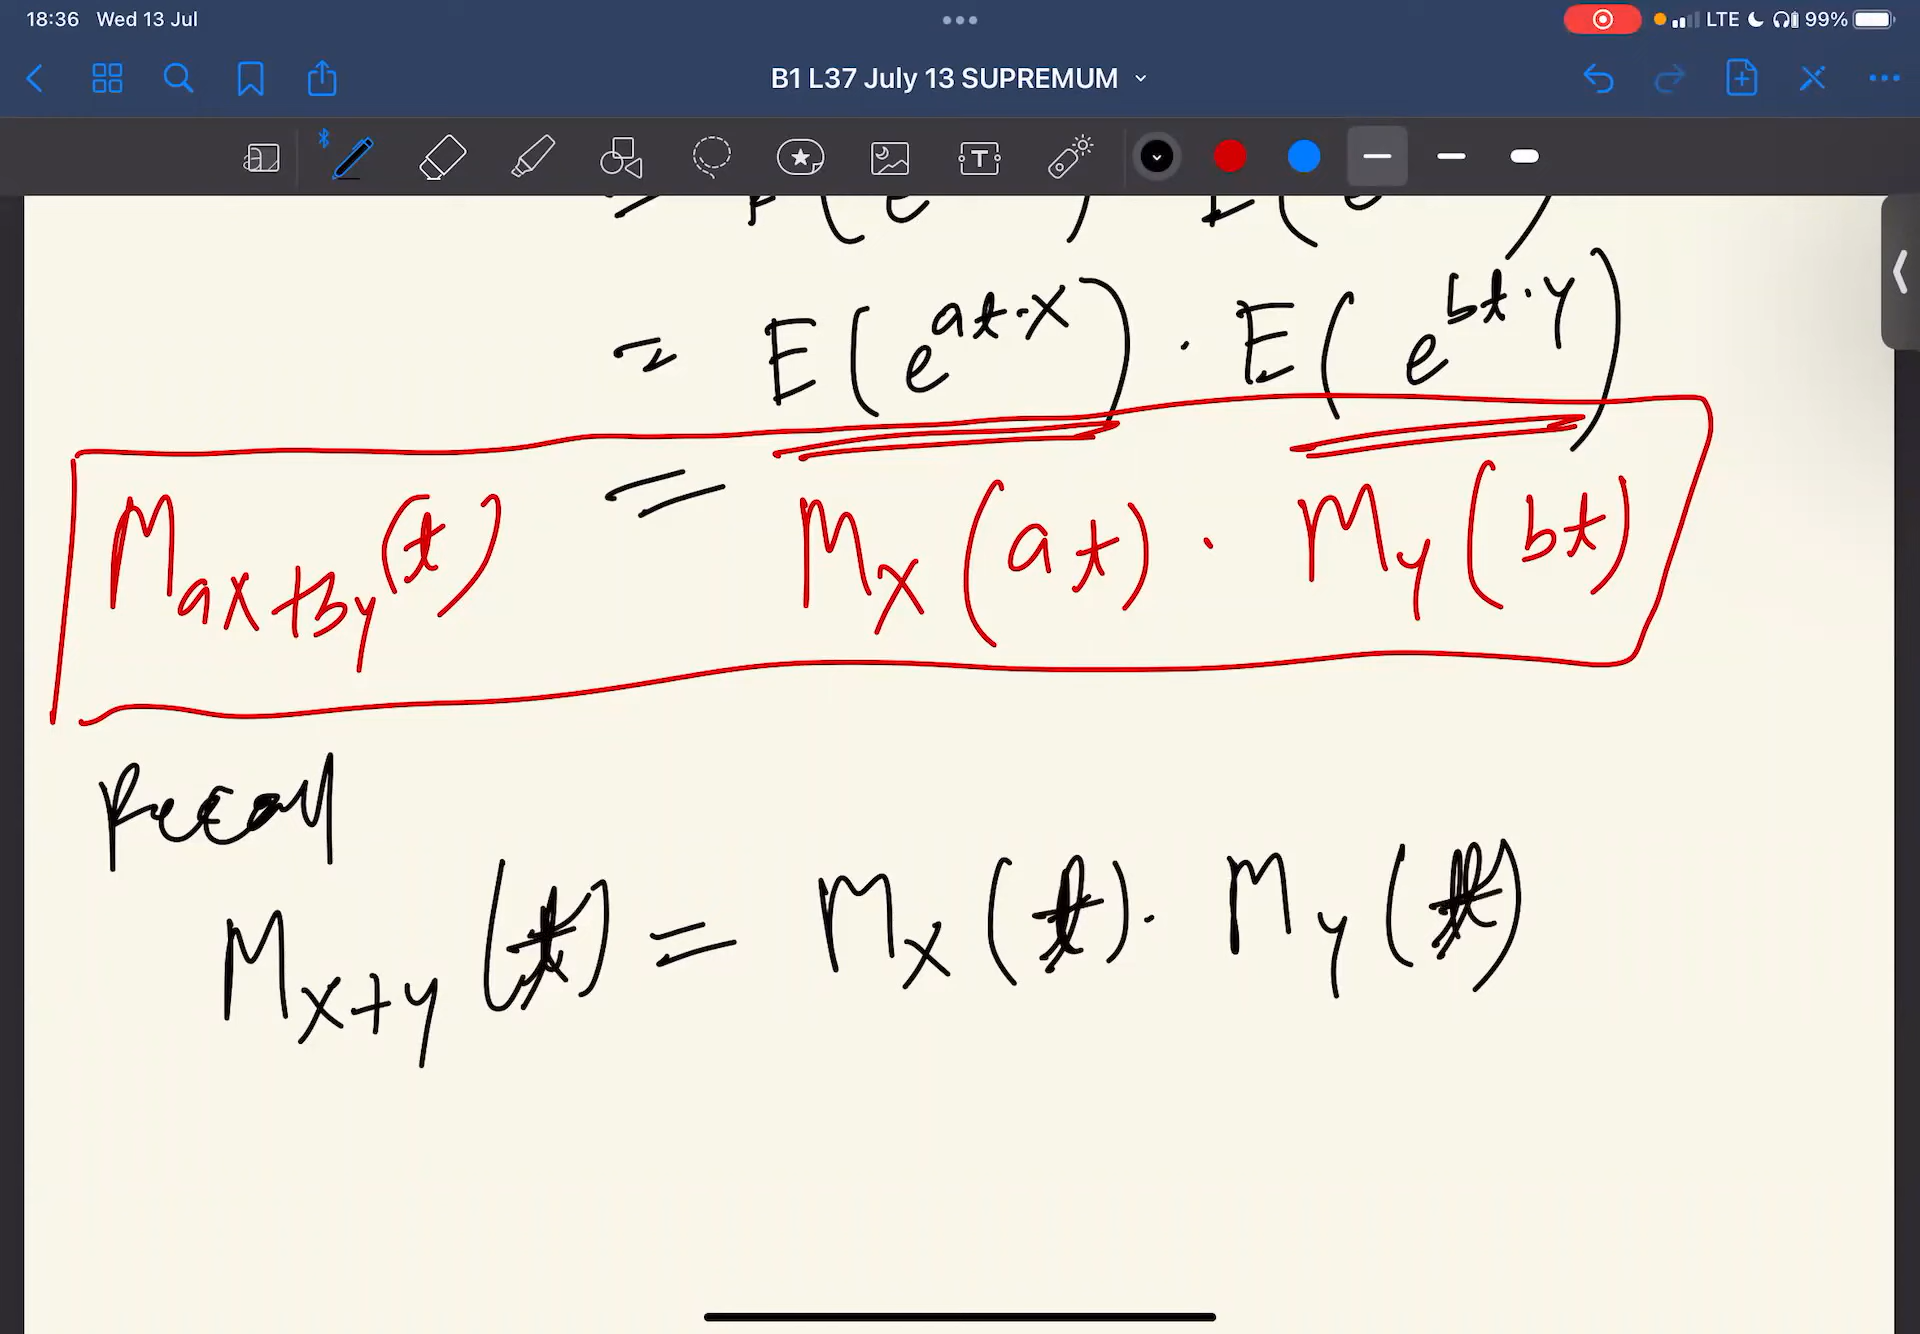 18:36 Wed 13 Jul LTE 99%
B1 L37 July 13 SUPREMUM
T
= E(e^{at·X}) · E(e^{bt·y})
M_{aX+By}(t) = M_X(at) · M_y(bt)
Recall
M_{X+y}(t) = M_X(t) · M_y(t)